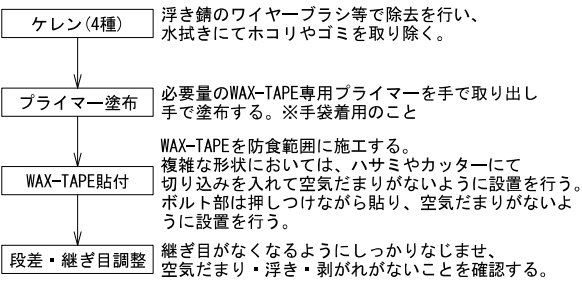 ケレン(4種)
浮き錆のワイヤーブラシ等で除去を行い、
水拭きにてホコリやゴミを取り除く。
プライマー塗布
必要量のWAX-TAPE専用プライマーを手で取り出し
手で塗布する。※手袋着用のこと
WAX-TAPE貼付
WAX-TAPEを防食範囲に施工する。
複雑な形状においては、ハサミやカッターにて
切り込みを入れて空気だまりがないように設置を行う。
ボルト部は押しつけながら貼り、空気だまりがないよ
うに設置を行う。
段差・継ぎ目調整
継ぎ目がなくなるようにしっかりなじませ、
空気だまり・浮き・剥がれがないことを確認する。